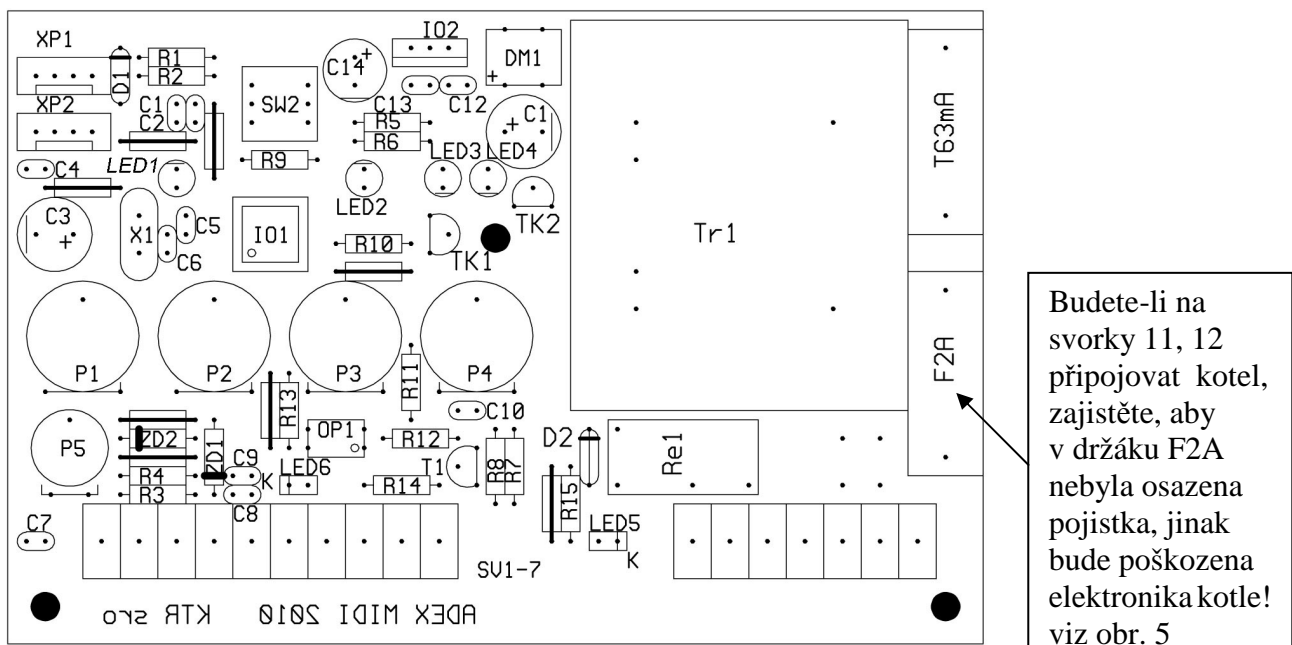 XP1
R1
R2
D1
C14
IO2
DM1
+
+
XP2
C1
C2
SW2
C13
C12
R5
R6
C1
+
T63mA
C4
LED1
R9
LED3
LED4
LED2
TK2
C3
+
X1
C5
C6
IO1
R10
TK1
Tr1
P1
P2
P3
P4
R11
F2A
P5
ZD2
ZD1
R13
OP1
R12
C10
D2
R4
R3
C9
K
C8
LED6
R14
T1
R8
R7
Re1
R15
C7
LED5
K
SV1-7
ADEX MIDI 2010 KTR sro
Budete-li na
svorky 11, 12
připojovat kotel,
zajistěte, aby
v držáku F2A
nebyla osazena
pojistka, jinak
bude poškozena
elektronika kotle!
viz obr. 5